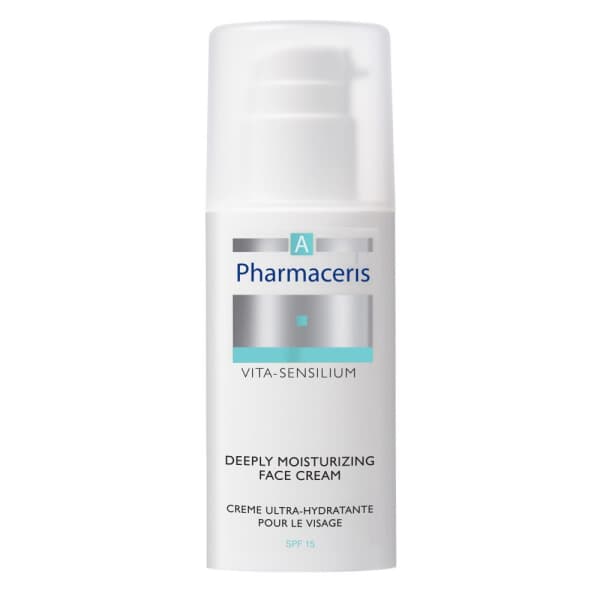 A
Pharmaceris
VITA-SENSILIUM
DEEPLY MOISTURIZING
FACE CREAM
CREME ULTRA-HYDRATANTE
POUR LE VISAGE
SPF 15